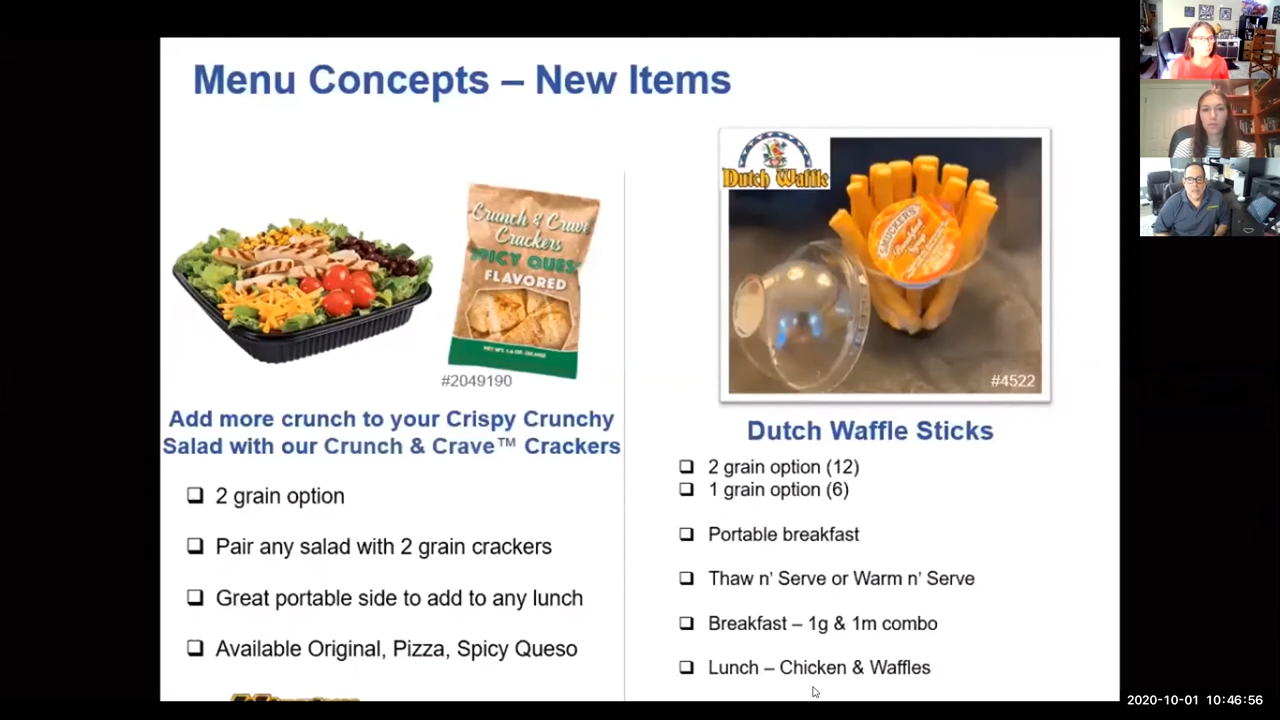 Menu Concepts – New Items
Crunch & Crave
Crackers
SPICY QUES
FLAVORED
#2049190
Dutch Waffle
SMUCKERS
Breakfast
Syrup
#4522
Add more crunch to your Crispy Crunchy
Salad with our Crunch & Crave™ Crackers
❑ 2 grain option
❑ Pair any salad with 2 grain crackers
❑ Great portable side to add to any lunch
❑ Available Original, Pizza, Spicy Queso
Dutch Waffle Sticks
❑ 2 grain option (12)
❑ 1 grain option (6)
❑ Portable breakfast
❑ Thaw n’ Serve or Warm n’ Serve
❑ Breakfast – 1g & 1m combo
❑ Lunch – Chicken & Waffles
2020-10-01 10:46:56